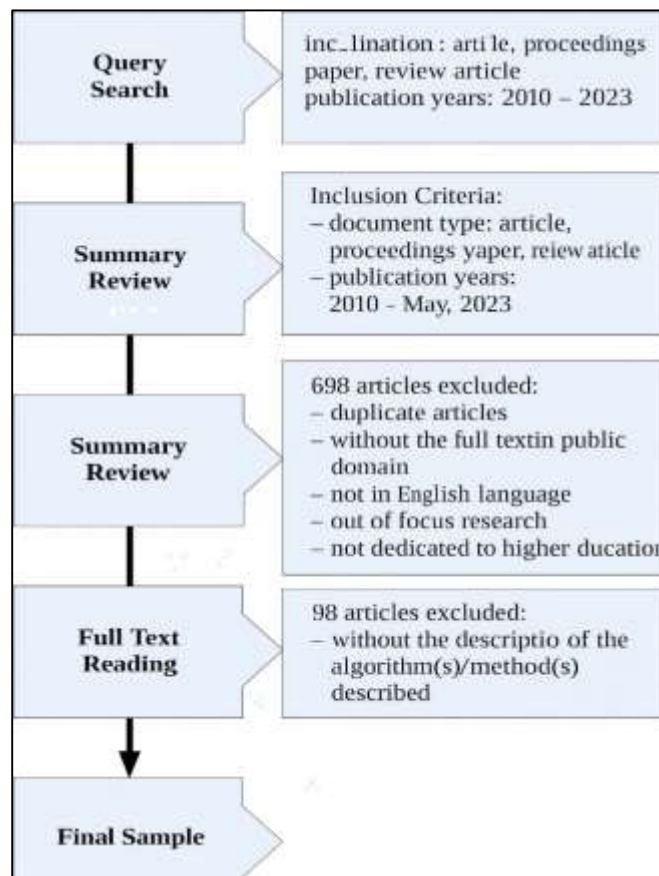 Query
Search
inc_lination : arti le, proceedings
paper, review article
publication years: 2010 – 2023
Summary
Review
Inclusion Criteria:
– document type: article,
proceedings yaper, reiew aticle
– publication years:
2010 - May, 2023
Summary
Review
698 articles excluded:
– duplicate articles
– without the full textin public
domain
– not in English language
– out of focus research
– not dedicated to higher ducation
Full Text
Reading
98 articles excluded:
– without the descriptio of the
algorithm(s)/method(s)
described
Final Sample